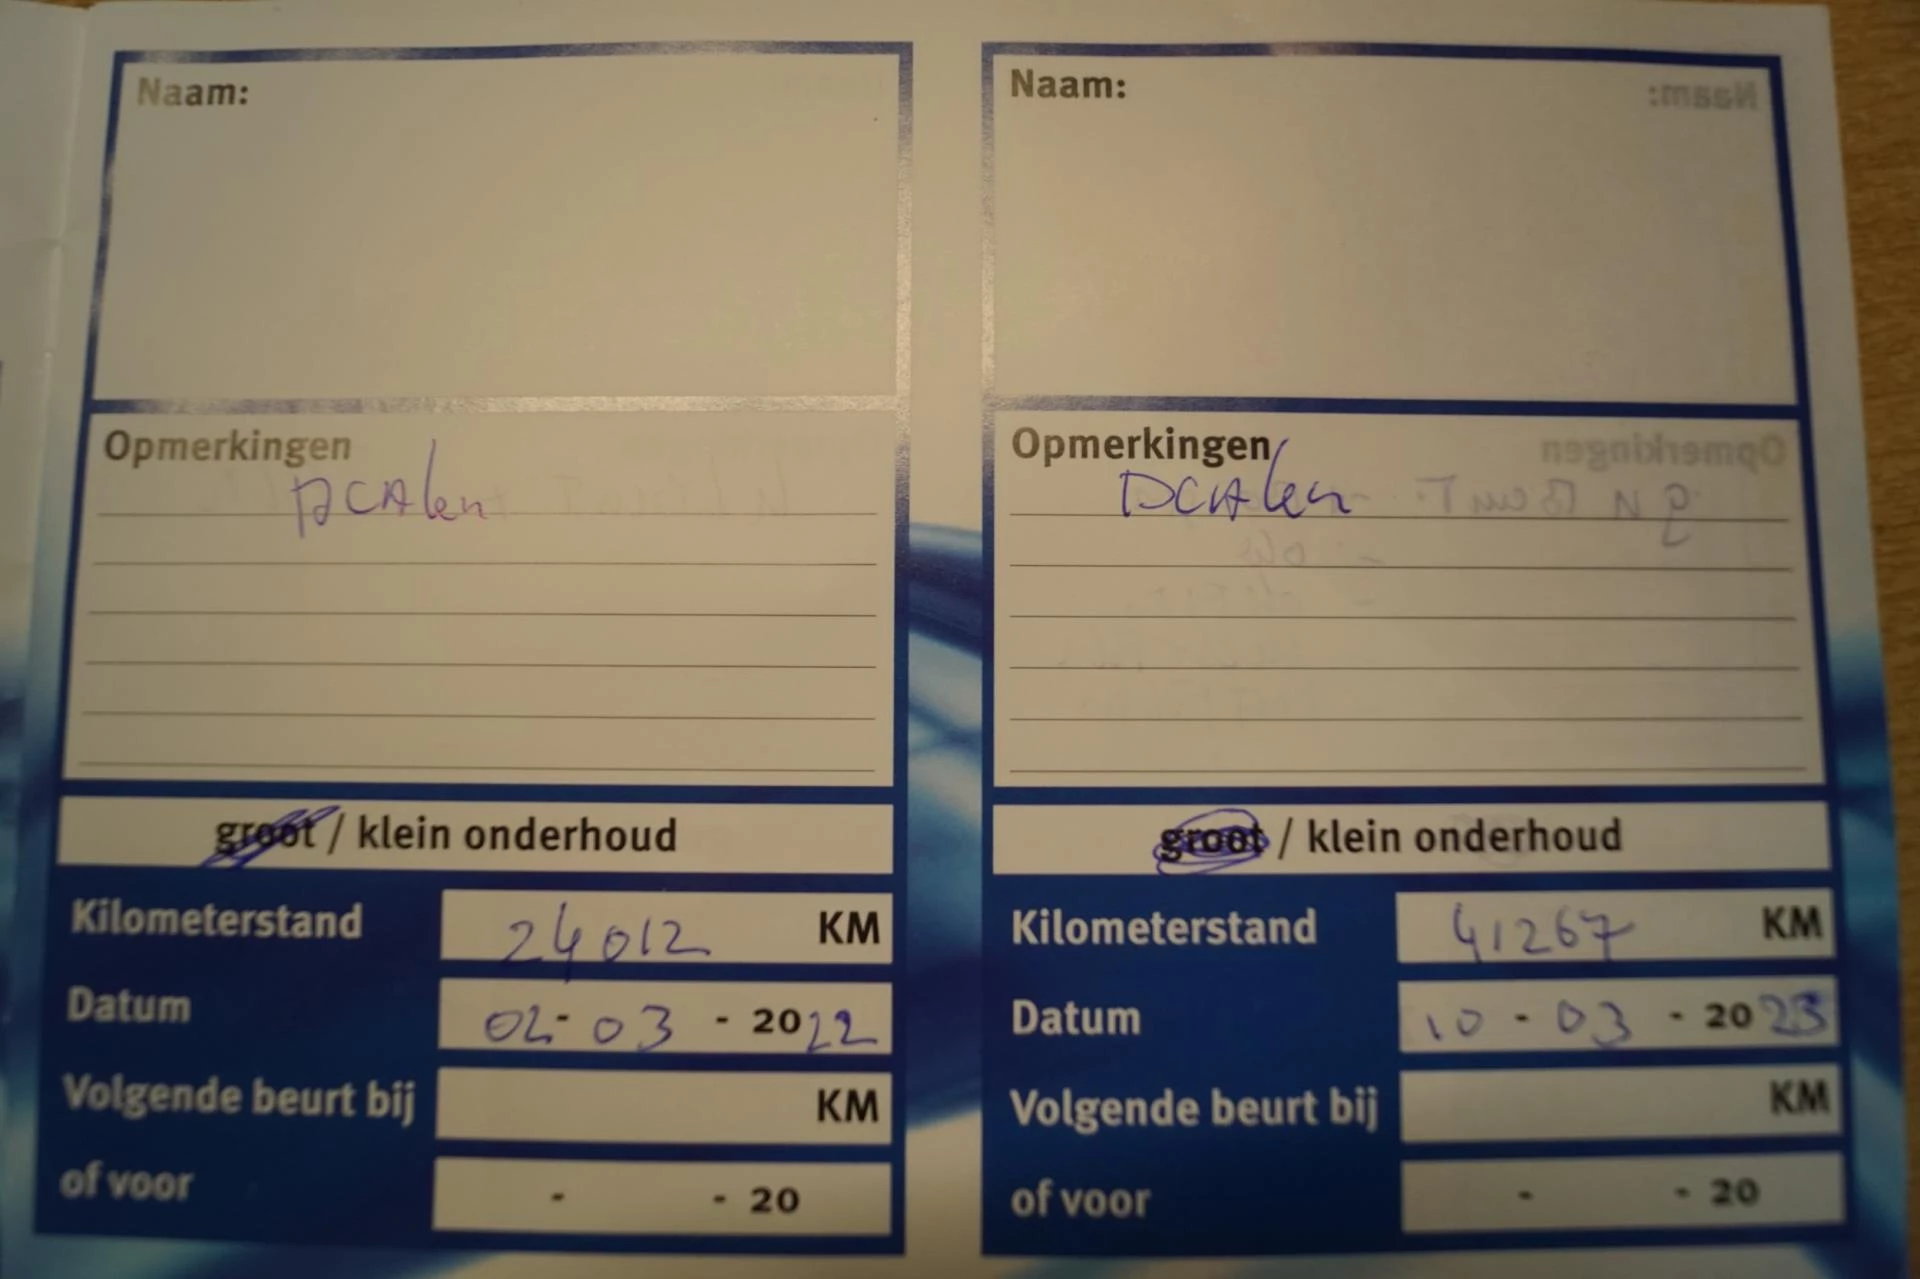 Naam:
Opmerkingen
DCAlen
groot / klein onderhoud
Kilometerstand 24012 KM
Datum 02 - 03 - 2022
Volgende beurt bij KM
of voor - - 20
Naam:
Opmerkingen
DCAlen
groot / klein onderhoud
Kilometerstand 41267 KM
Datum 10 - 03 - 2023
Volgende beurt bij KM
of voor - - 20